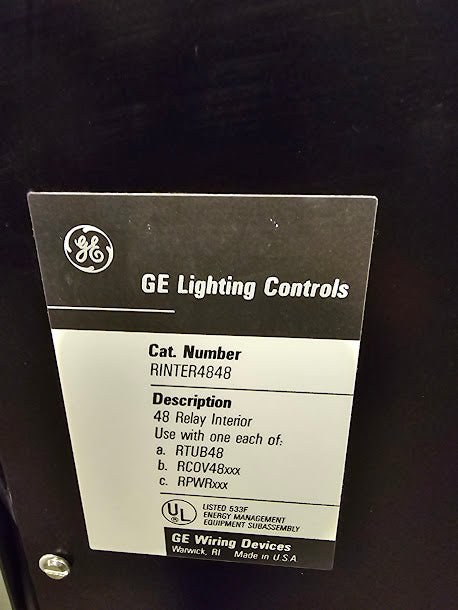 GE
GE Lighting Controls
Cat. Number
RINTER4848
Description
48 Relay Interior
Use with one each of:
a. RTUB48
b. RCOV48xxx
c. RPWRxxx
UL
®
LISTED 533F
ENERGY MANAGEMENT
EQUIPMENT SUBASSEMBLY
GE Wiring Devices
Warwick, RI Made in U.S.A